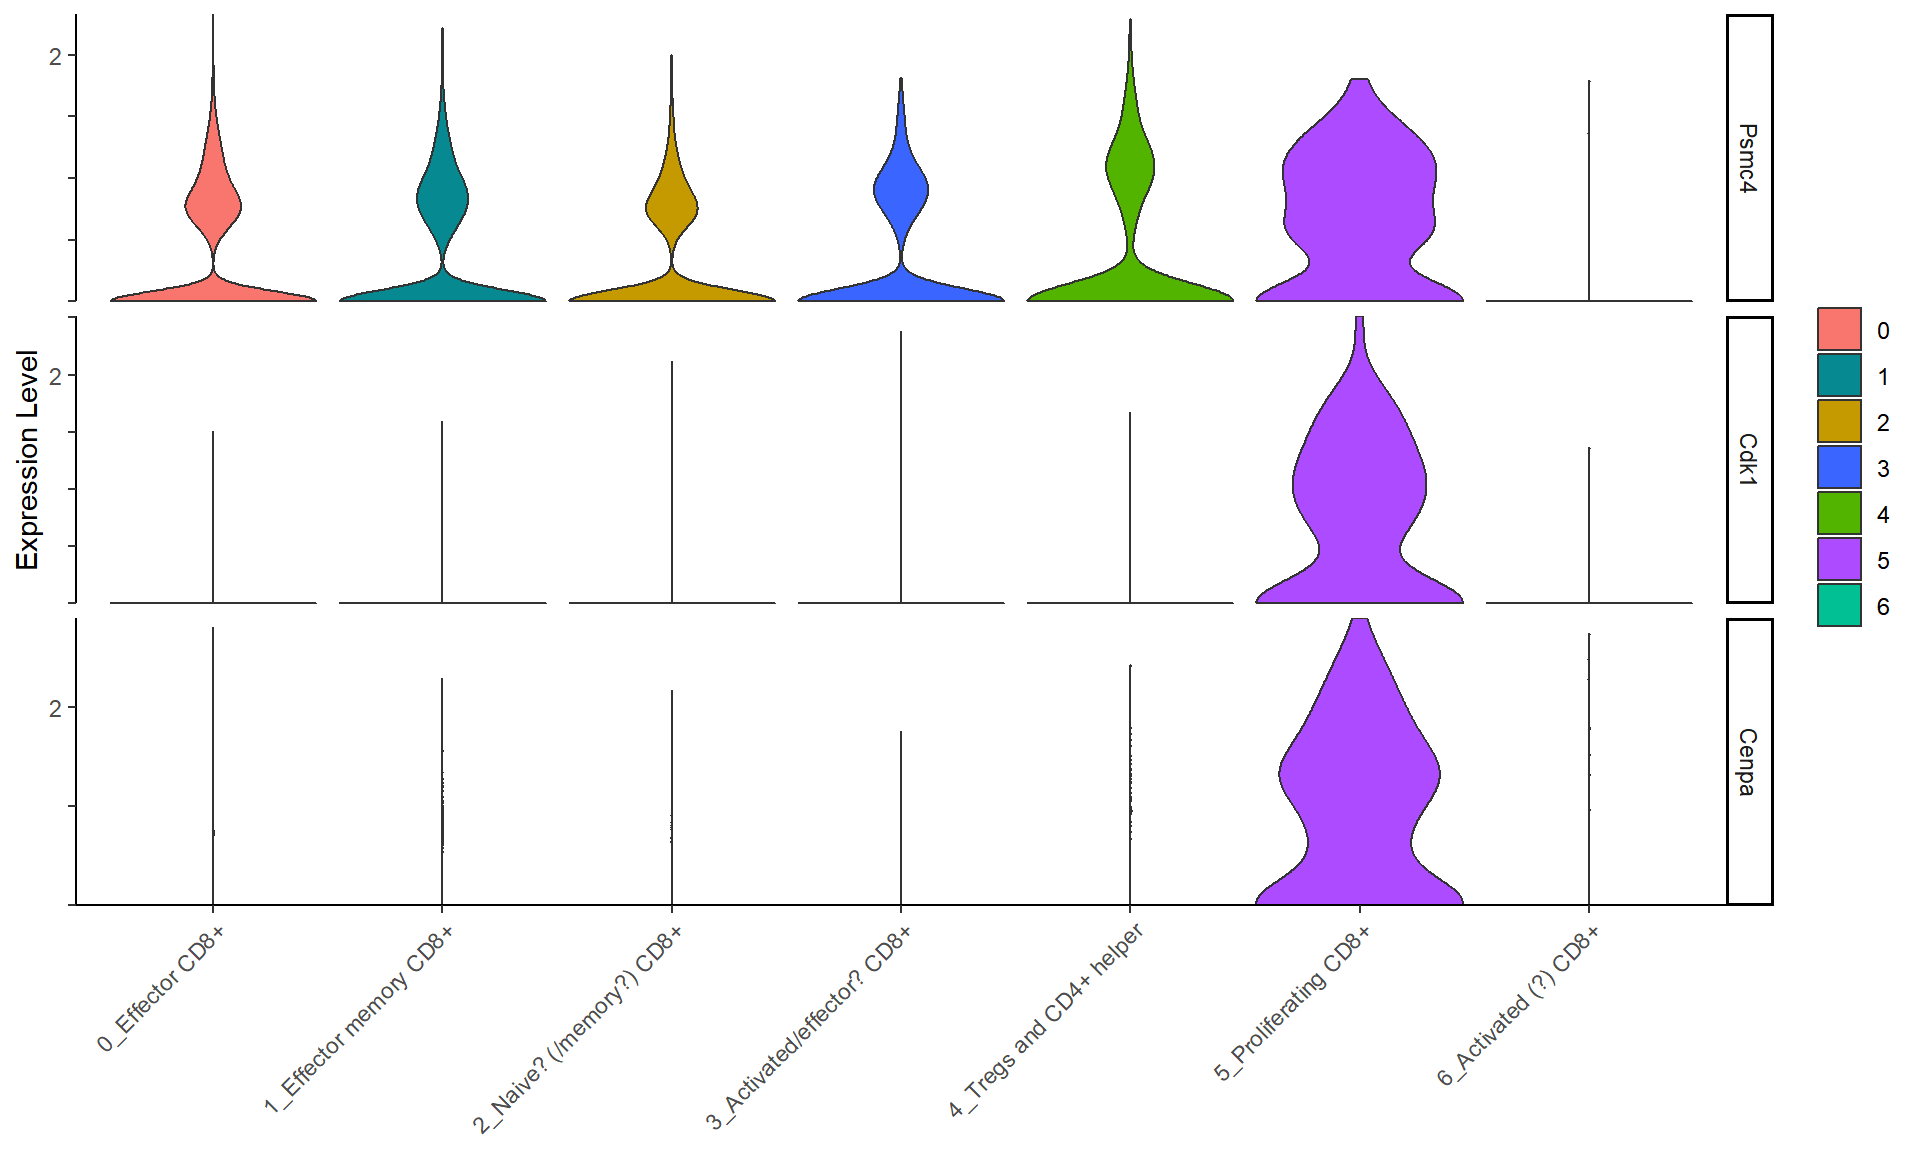 2
Psmc4
Expression Level
2
Cdk1
2
Cenpa
0
1
2
3
4
5
6
0_Effector CD8+
1_Effector memory CD8+
2_Naive? (/memory?) CD8+
3_Activated/effector? CD8+
4_Tregs and CD4+ helper
5_Proliferating CD8+
6_Activated (?) CD8+